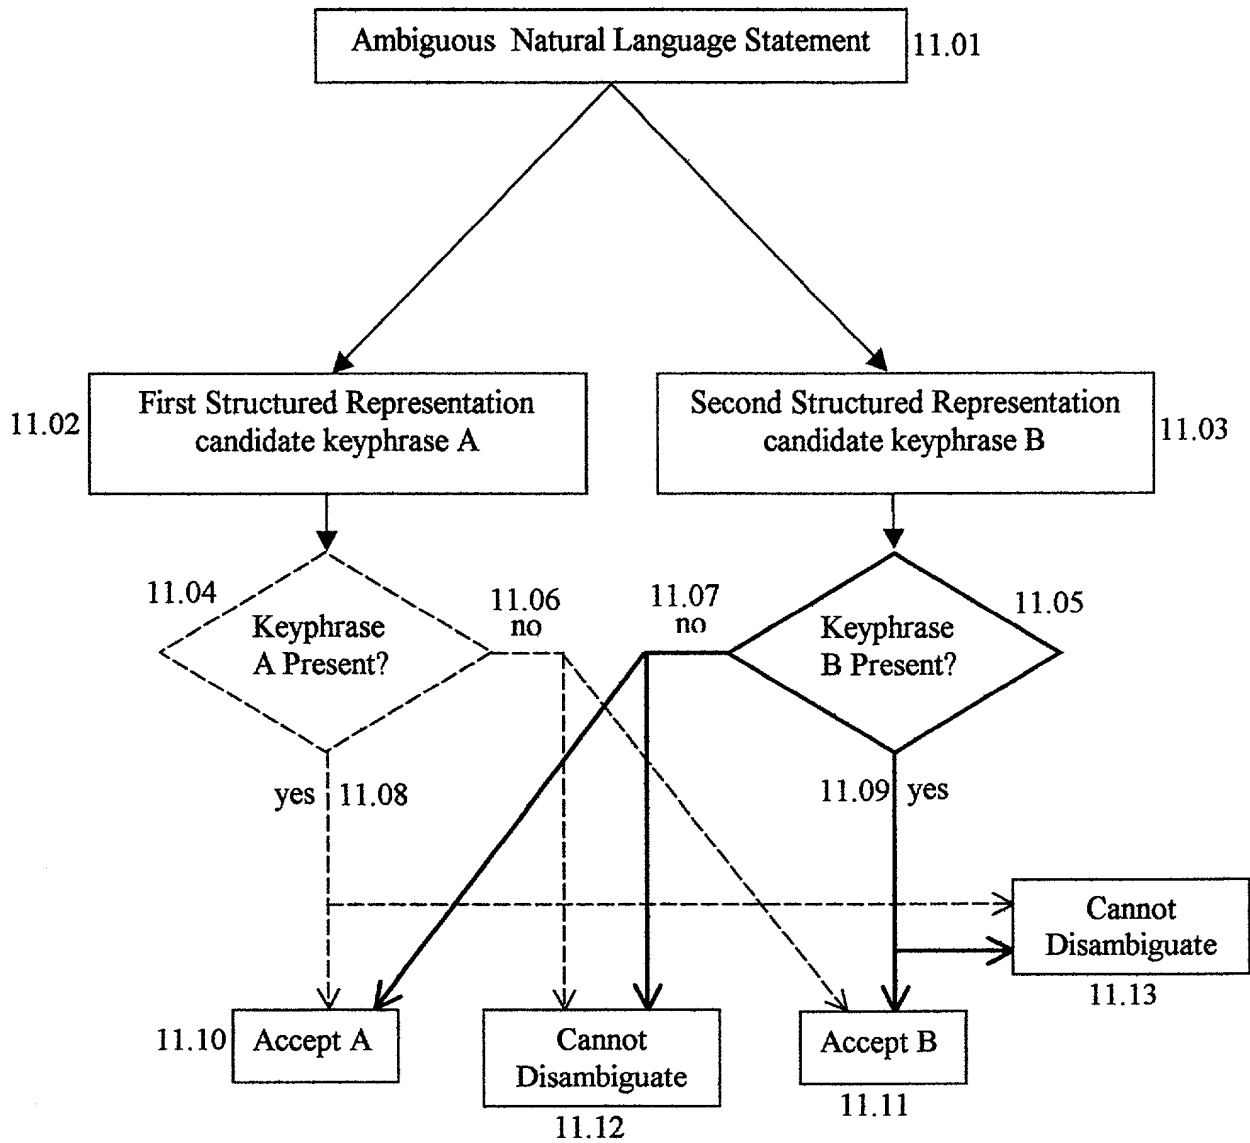 Ambiguous Natural Language Statement
11.01
First Structured Representation
candidate keyphrase A
11.02
Second Structured Representation
candidate keyphrase B
11.03
11.04
Keyphrase
A Present?
11.06
no
11.07
no
Keyphrase
B Present?
11.05
yes
11.08
11.09
yes
Cannot
Disambiguate
11.13
11.10
Accept A
Cannot
Disambiguate
11.12
Accept B
11.11